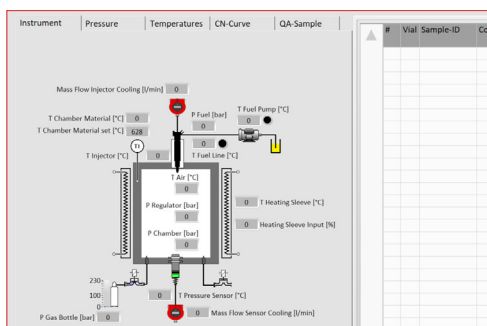 Instrument Pressure Temperatures CN-Curve QA-Sample
# Vial Sample-ID Co
Mass Flow Injector Cooling [l/min] 0
T Fuel Pump [°C]
P Fuel [bar]
T Chamber Material [°C] 0
0 0
T Chamber Material set [°C] 628
TI
0
T Injector [°C] 0 T Fuel Line [°C]
T Air [°C]
0
P Regulator [bar]
0 T Heating Sleeve [°C]
0
0 Heating Sleeve Input [%]
P Chamber [bar]
0
230
100
0
0 T Pressure Sensor [°C]
P Gas Bottle [bar] 0
0 Mass Flow Sensor Cooling [l/min]